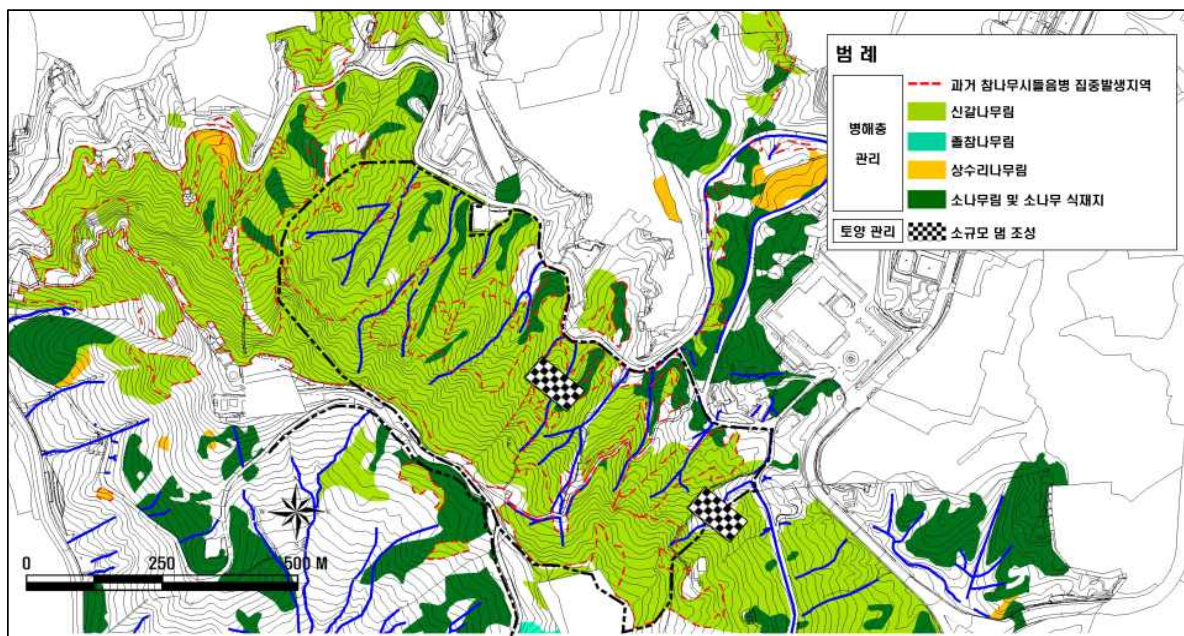 범 례
병해충
관리
과거 참나무시들음병 집중발생지역
신갈나무림
졸참나무림
상수리나무림
소나무림 및 소나무 식재지
토양 관리
소규모 댐 조성
0 250 500 M